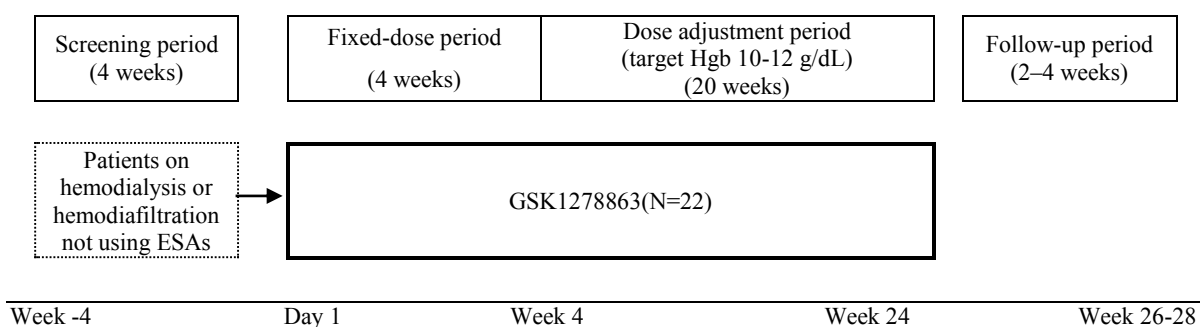 Screening period
(4 weeks)
Fixed-dose period
(4 weeks)
Dose adjustment period
(target Hgb 10-12 g/dL)
(20 weeks)
Follow-up period
(2–4 weeks)
Patients on
hemodialysis or
hemodiafiltration
not using ESAs
GSK1278863(N=22)
Week -4 Day 1 Week 4 Week 24 Week 26-28